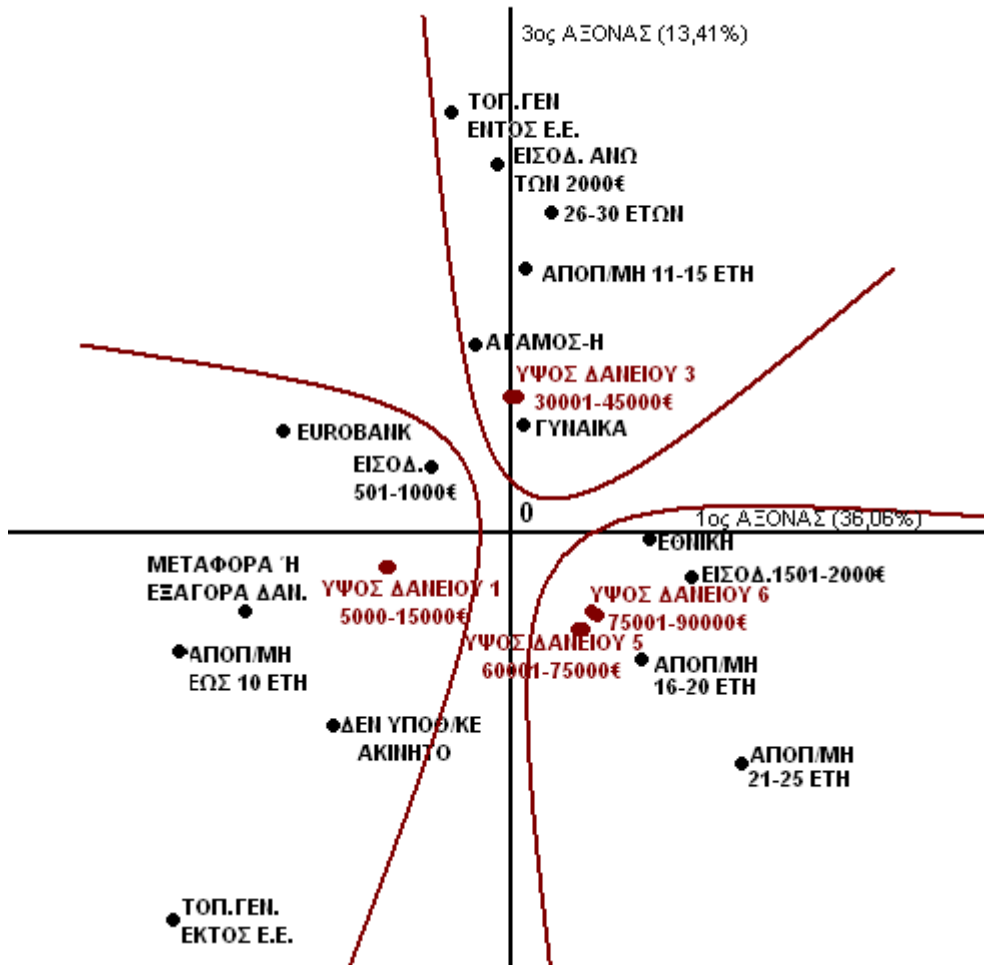 3ος ΑΞΟΝΑΣ (13,41%)
ΤΟΠ.ΓΕΝ
ΕΝΤΟΣ Ε.Ε.
ΕΙΣΟΔ. ΑΝΩ
ΤΩΝ 2000€
26-30 ΕΤΩΝ
ΑΠΟΠ/ΜΗ 11-15 ΕΤΗ
ΑΓΑΜΟΣ-Η
ΥΨΟΣ ΔΑΝΕΙΟΥ 3
30001-45000€
ΓΥΝΑΙΚΑ
EUROBANK
ΕΙΣΟΔ.
501-1000€
0
1ος ΑΞΟΝΑΣ (36,06%)
ΕΘΝΙΚΗ
ΕΙΣΟΔ.1501-2000€
ΜΕΤΑΦΟΡΑ Ή
ΕΞΑΓΟΡΑ ΔΑΝ.
ΥΨΟΣ ΔΑΝΕΙΟΥ 1
5000-15000€
ΥΨΟΣ ΔΑΝΕΙΟΥ 6
75001-90000€
ΥΨΟΣ ΔΑΝΕΙΟΥ 5
60001-75000€
ΑΠΟΠ/ΜΗ
ΕΩΣ 10 ΕΤΗ
ΑΠΟΠ/ΜΗ
16-20 ΕΤΗ
ΔΕΝ ΥΠΟΘ/ΚΕ
ΑΚΙΝΗΤΟ
ΑΠΟΠ/ΜΗ
21-25 ΕΤΗ
ΤΟΠ.ΓΕΝ.
ΕΚΤΟΣ Ε.Ε.